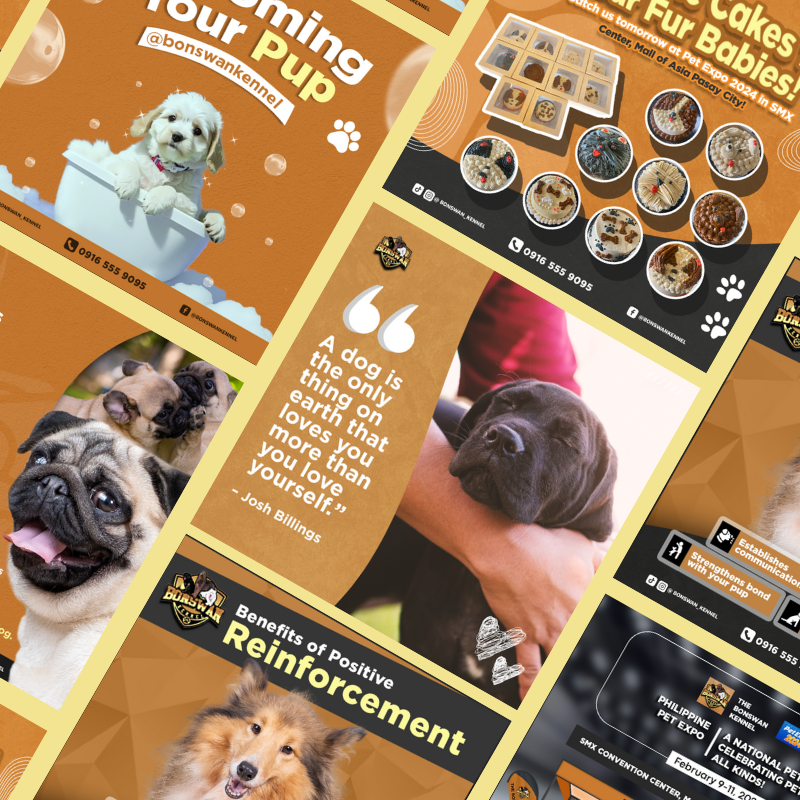 Your Pup
@bonswankennel
0916 555 9095
@BONSWANKENNEL
Cakes
Fur Babies!
Catch us tomorrow at Pet Expo 2024 in SMX
Center, Mall of Asia Pasay City!
@BONSWAN_KENNEL
0916 555 9095
@BONSWANKENNEL
BONSWAN
A dog is
the only
thing on
earth that
loves you
more than
you love
yourself.”
- Josh Billings
BONSWAN
KENNEL
Benefits of Positive
Reinforcement
Establishes
communication
Strengthens bond
with your pup
@BONSWAN_KENNEL
0916 555
THE
BONSWAN
KENNEL
PHILIPPINE
PET EXPO
A NATIONAL PET
CELEBRATING
ALL KINDS!
SMX CONVENTION CENTER,
February 9-11,